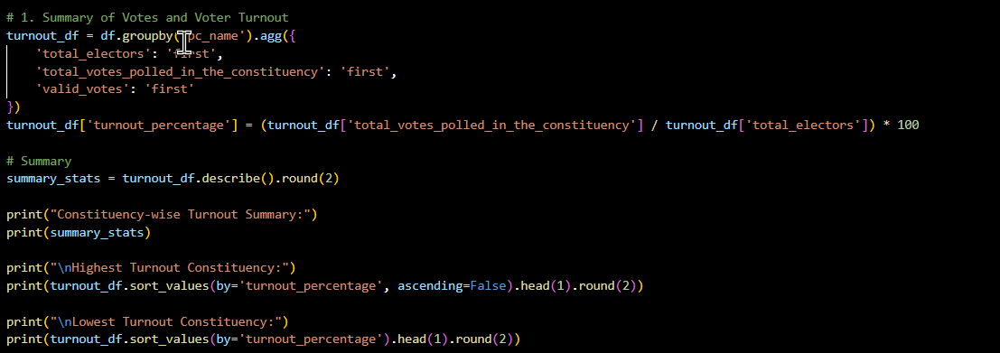 # 1. Summary of Votes and Voter Turnout
turnout_df = df.groupby('pc_name').agg({
    'total_electors': 'first',
    'total_votes_polled_in_the_constituency': 'first',
    'valid_votes': 'first'
})
turnout_df['turnout_percentage'] = (turnout_df['total_votes_polled_in_the_constituency'] / turnout_df['total_electors']) * 100
# Summary
summary_stats = turnout_df.describe().round(2)
print("Constituency-wise Turnout Summary:")
print(summary_stats)
print("\nHighest Turnout Constituency:")
print(turnout_df.sort_values(by='turnout_percentage', ascending=False).head(1).round(2))
print("\nLowest Turnout Constituency:")
print(turnout_df.sort_values(by='turnout_percentage').head(1).round(2))